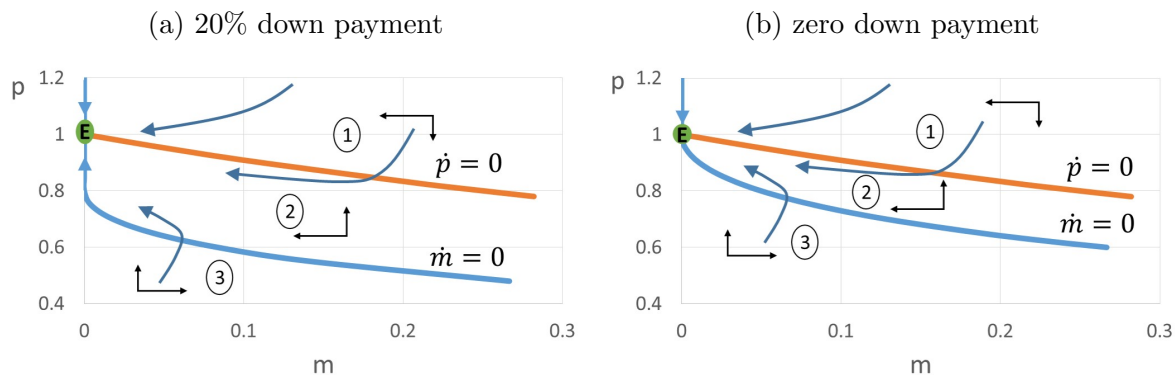 (a) 20% down payment
p
1.2
1
0.8
0.6
0.4
E
1
2
3
ṗ = 0
ṁ = 0
0
0.1
0.2
0.3
m
(b) zero down payment
p
1.2
1
0.8
0.6
0.4
E
1
2
3
ṗ = 0
ṁ = 0
0
0.1
0.2
0.3
m